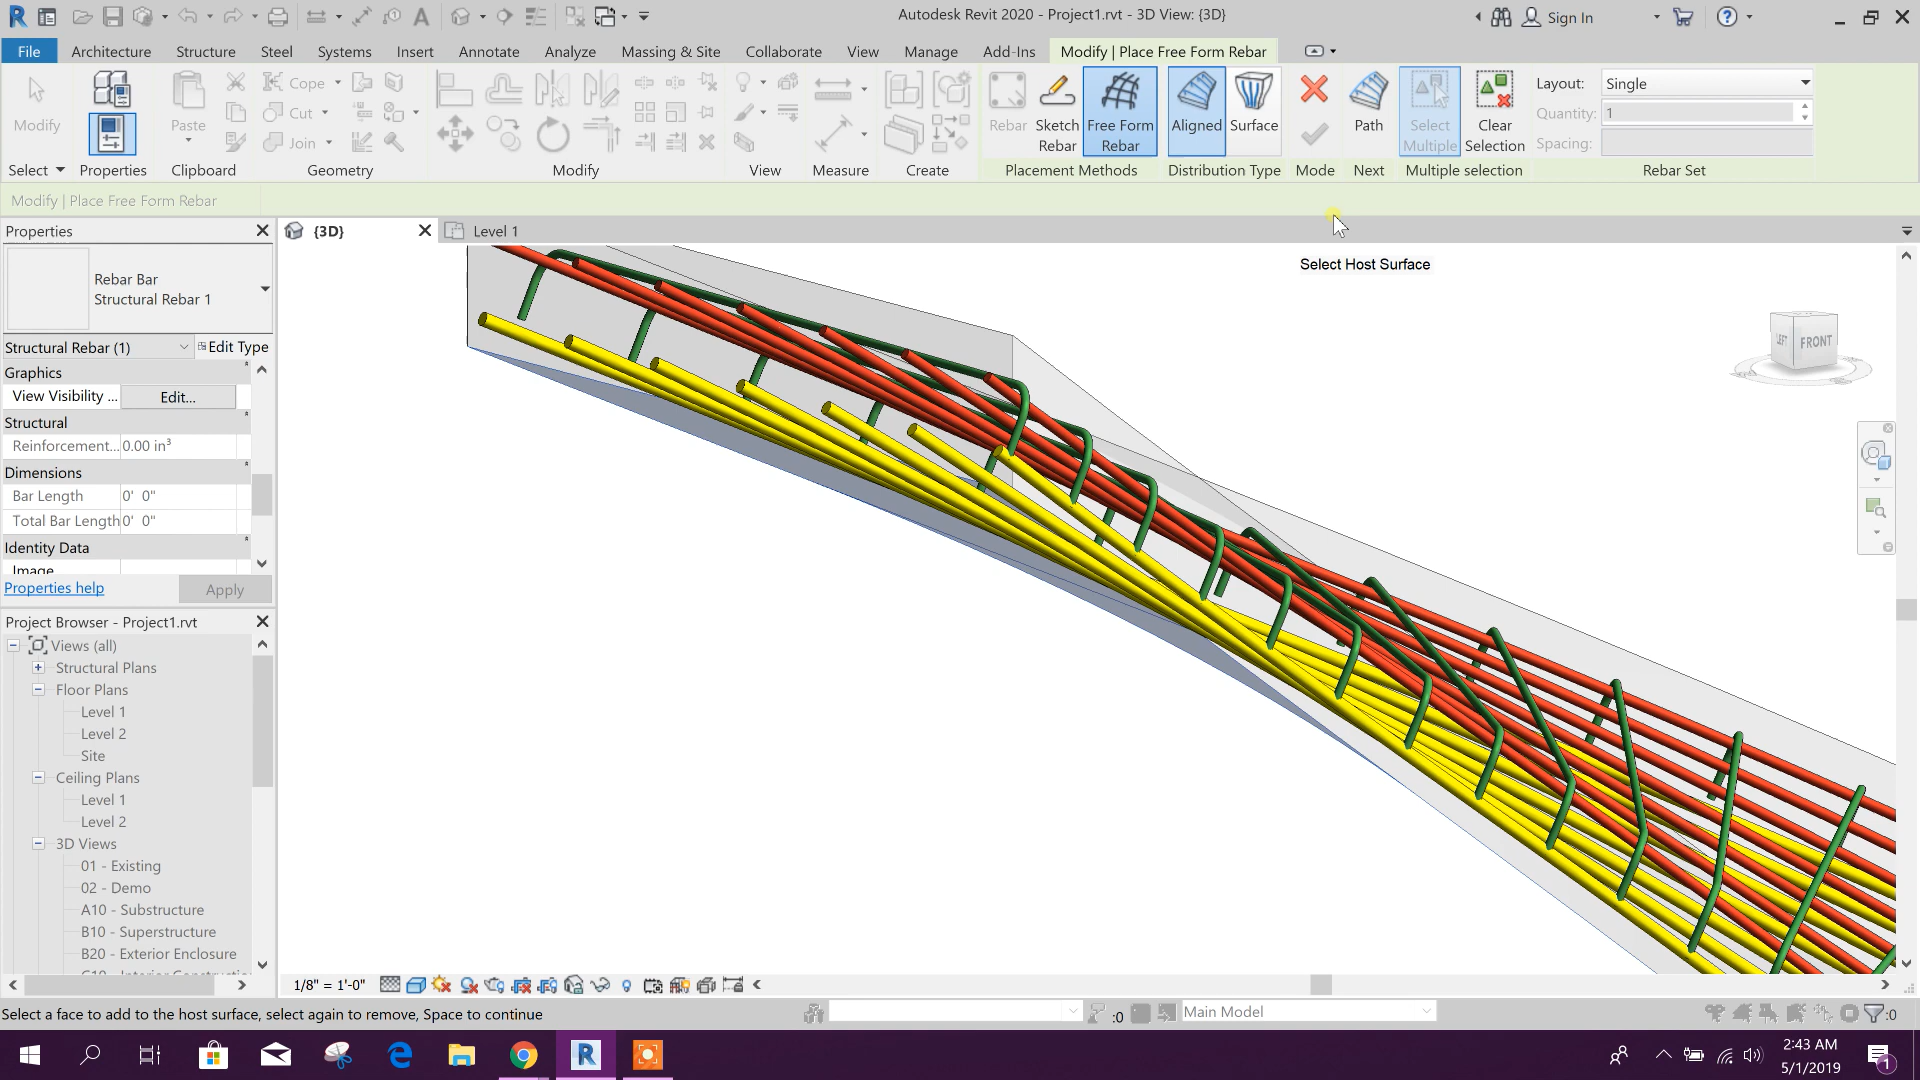 Autodesk Revit 2020 - Project1.rvt - 3D View: {3D}
Sign In
File
Architecture
Structure
Steel
Systems
Insert
Annotate
Analyze
Massing & Site
Collaborate
View
Manage
Add-Ins
Modify | Place Free Form Rebar
Modify
Paste
Cope
Cut
Join
Rebar
Sketch
Rebar
Free Form
Rebar
Aligned
Surface
Path
Select
Multiple
Clear
Selection
Layout: Single
Quantity: 1
Spacing:
Select
Properties
Clipboard
Geometry
Modify
View
Measure
Create
Placement Methods
Distribution Type
Mode
Next
Multiple selection
Rebar Set
Modify | Place Free Form Rebar
Properties
{3D}
Level 1
Select Host Surface
LEFT
FRONT
Rebar Bar
Structural Rebar 1
Structural Rebar (1)
Edit Type
Graphics
View Visibility ...
Edit...
Structural
Reinforcement... 0.00 in³
Dimensions
Bar Length 0' 0"
Total Bar Length 0' 0"
Identity Data
Image
Properties help
Apply
Project Browser - Project1.rvt
Views (all)
Structural Plans
Floor Plans
Level 1
Level 2
Site
Ceiling Plans
Level 1
Level 2
3D Views
01 - Existing
02 - Demo
A10 - Substructure
B10 - Superstructure
B20 - Exterior Enclosure
1/8" = 1'-0"
Select a face to add to the host surface, select again to remove, Space to continue
:0
Main Model
:0
2:43 AM
5/1/2019
1